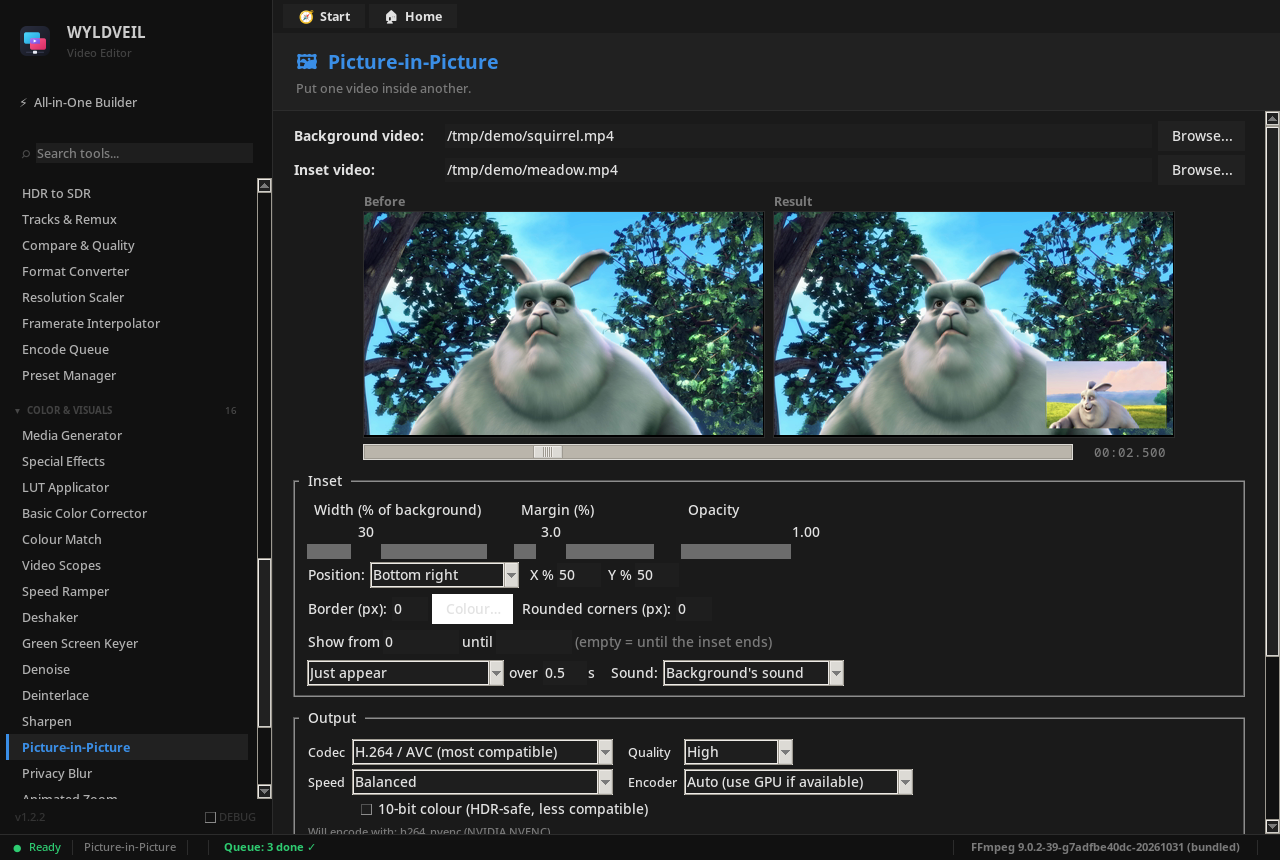 WYLDVEIL
Video Editor
⚡ All-in-One Builder
Search tools...
HDR to SDR
Tracks & Remux
Compare & Quality
Format Converter
Resolution Scaler
Framerate Interpolator
Encode Queue
Preset Manager
COLOR & VISUALS 16
Media Generator
Special Effects
LUT Applicator
Basic Color Corrector
Colour Match
Video Scopes
Speed Ramper
Deshaker
Green Screen Keyer
Denoise
Deinterlace
Sharpen
Picture-in-Picture
Privacy Blur
Animated Zoom
v1.2.2 DEBUG
Start Home
Picture-in-Picture
Put one video inside another.
Background video: /tmp/demo/squirrel.mp4 Browse...
Inset video: /tmp/demo/meadow.mp4 Browse...
Before Result
00:02.500
Inset
Width (% of background) Margin (%) Opacity
30 3.0 1.00
Position: Bottom right X % 50 Y % 50
Border (px): 0 Colour... Rounded corners (px): 0
Show from 0 until (empty = until the inset ends)
Just appear over 0.5 s Sound: Background's sound
Output
Codec H.264 / AVC (most compatible) Quality High
Speed Balanced Encoder Auto (use GPU if available)
10-bit colour (HDR-safe, less compatible)
Will encode with: h264_nvenc (NVIDIA NVENC)
Ready Picture-in-Picture Queue: 3 done ✓ FFmpeg 9.0.2-39-g7adfbe40dc-20261031 (bundled)